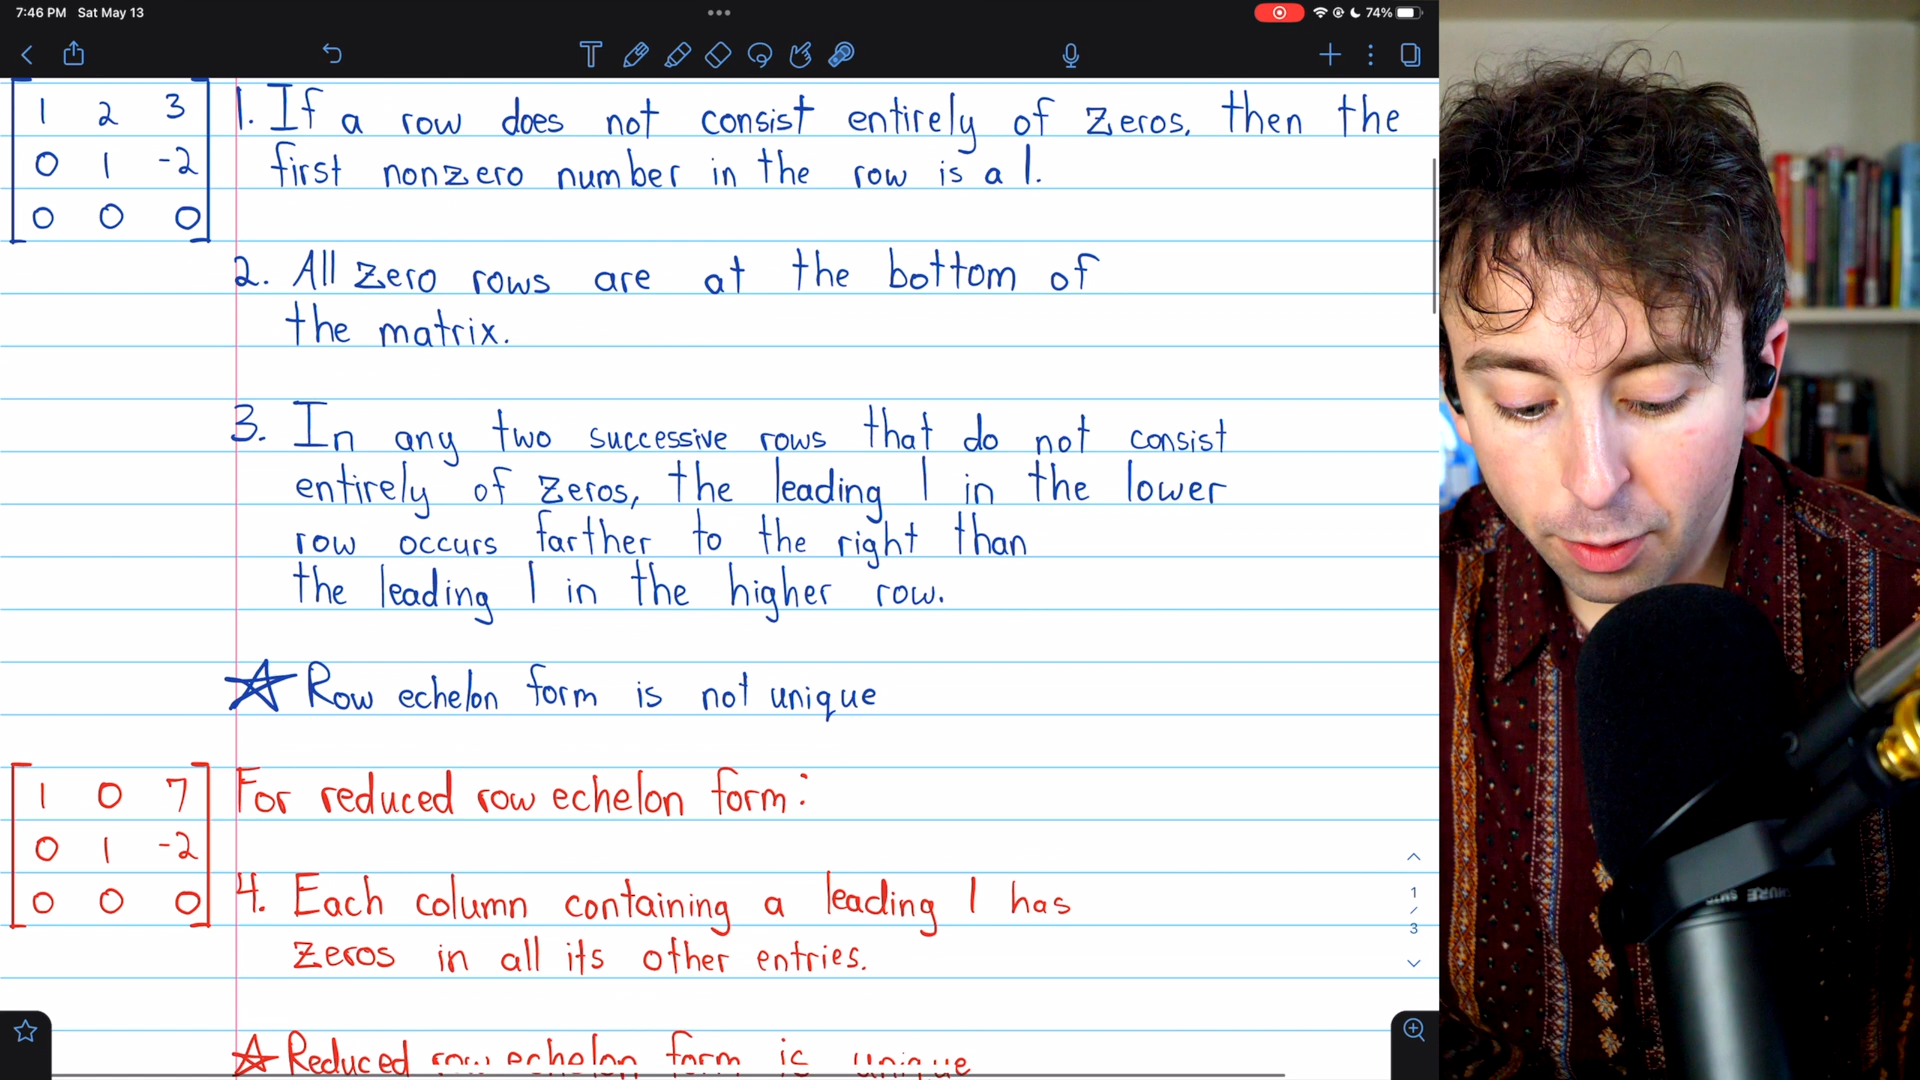 7:46 PM Sat May 13
74%
1 2 3
0 1 -2
0 0 0
1. If a row does not consist entirely of zeros, then the
first nonzero number in the row is a 1.
2. All zero rows are at the bottom of
the matrix.
3. In any two successive rows that do not consist
entirely of zeros, the leading 1 in the lower
row occurs farther to the right than
the leading 1 in the higher row.
Row echelon form is not unique
1 0 7
0 1 -2
0 0 0
For reduced row echelon form:
4. Each column containing a leading 1 has
zeros in all its other entries.
Reduced row echelon form is unique
1
/
3